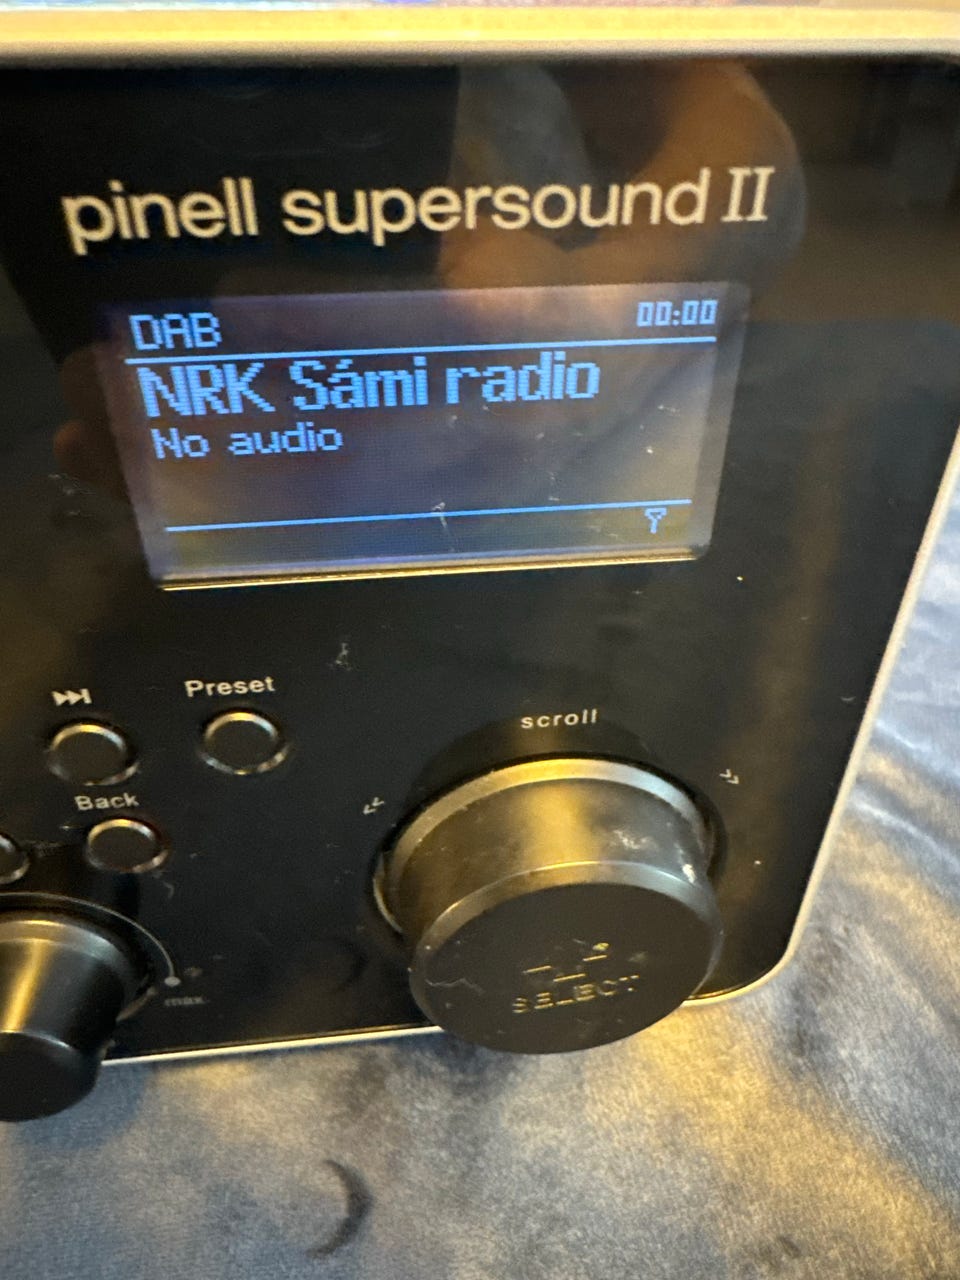 pinell supersound II
DAB 00:00
NRK Sámi radio
No audio
Preset
scroll
Back
max.
SELECT